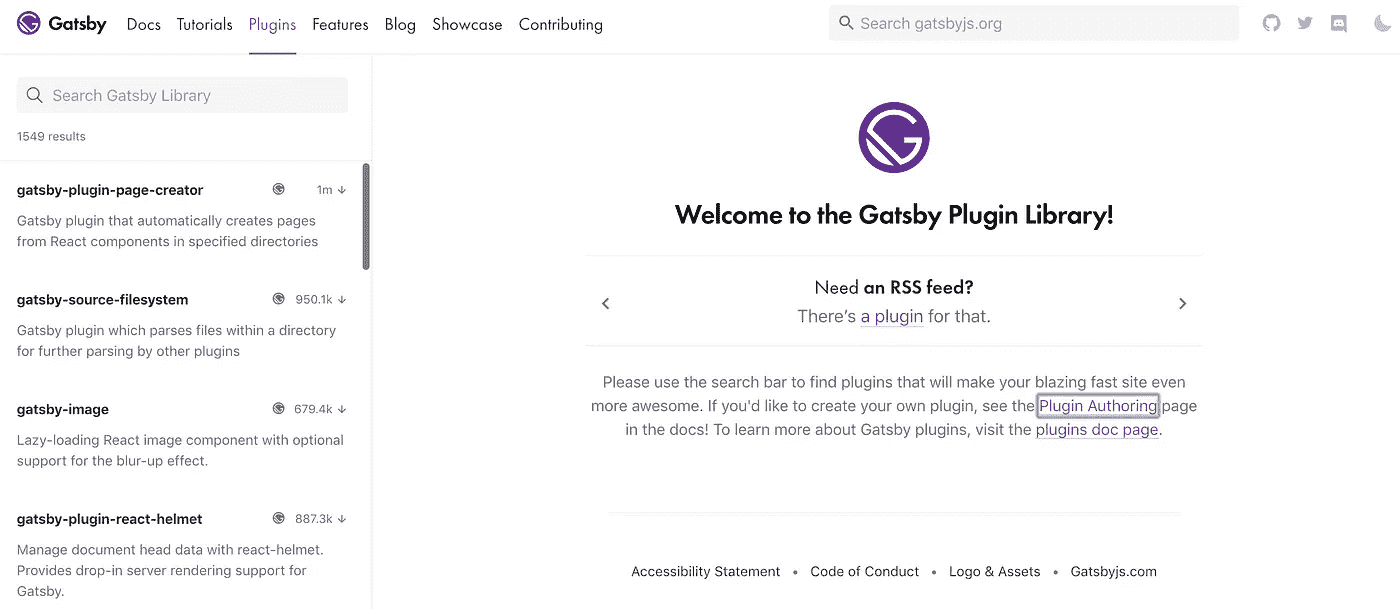 Gatsby Docs Tutorials Plugins Features Blog Showcase Contributing Search gatsbyjs.org
Search Gatsby Library
1549 results
gatsby-plugin-page-creator 1m ↓
Gatsby plugin that automatically creates pages
from React components in specified directories
gatsby-source-filesystem 950.1k ↓
Gatsby plugin which parses files within a directory
for further parsing by other plugins
gatsby-image 679.4k ↓
Lazy-loading React image component with optional
support for the blur-up effect.
gatsby-plugin-react-helmet 887.3k ↓
Manage document head data with react-helmet.
Provides drop-in server rendering support for
Gatsby.
Welcome to the Gatsby Plugin Library!
Need an RSS feed?
There's a plugin for that.
Please use the search bar to find plugins that will make your blazing fast site even
more awesome. If you'd like to create your own plugin, see the Plugin Authoring page
in the docs! To learn more about Gatsby plugins, visit the plugins doc page.
Accessibility Statement • Code of Conduct • Logo & Assets • Gatsbyjs.com